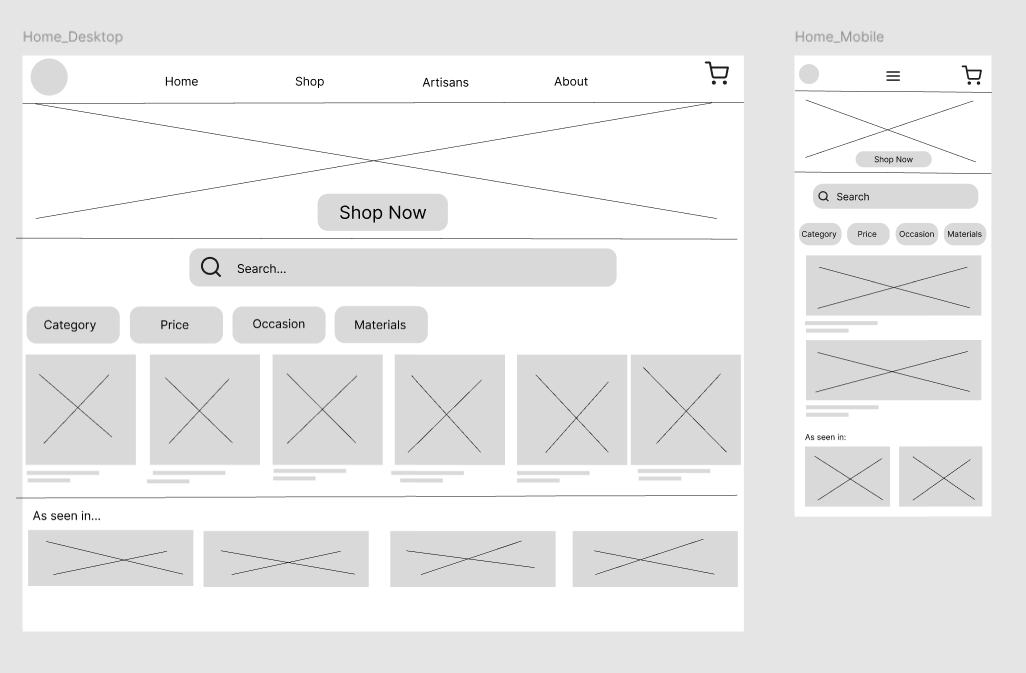 Home_Desktop
Home Shop Artisans About
Shop Now
Search...
Category Price Occasion Materials
As seen in...
Home_Mobile
Shop Now
Search
Category Price Occasion Materials
As seen in: